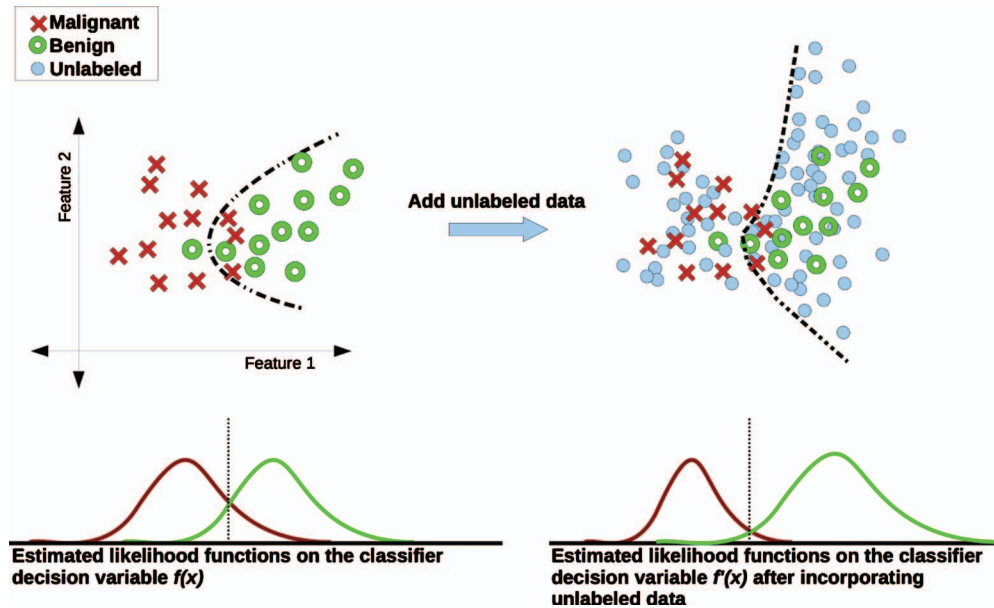 Malignant
Benign
Unlabeled
Feature 2
Feature 1
Add unlabeled data
Estimated likelihood functions on the classifier
decision variable f(x)
Estimated likelihood functions on the classifier
decision variable f'(x) after incorporating
unlabeled data